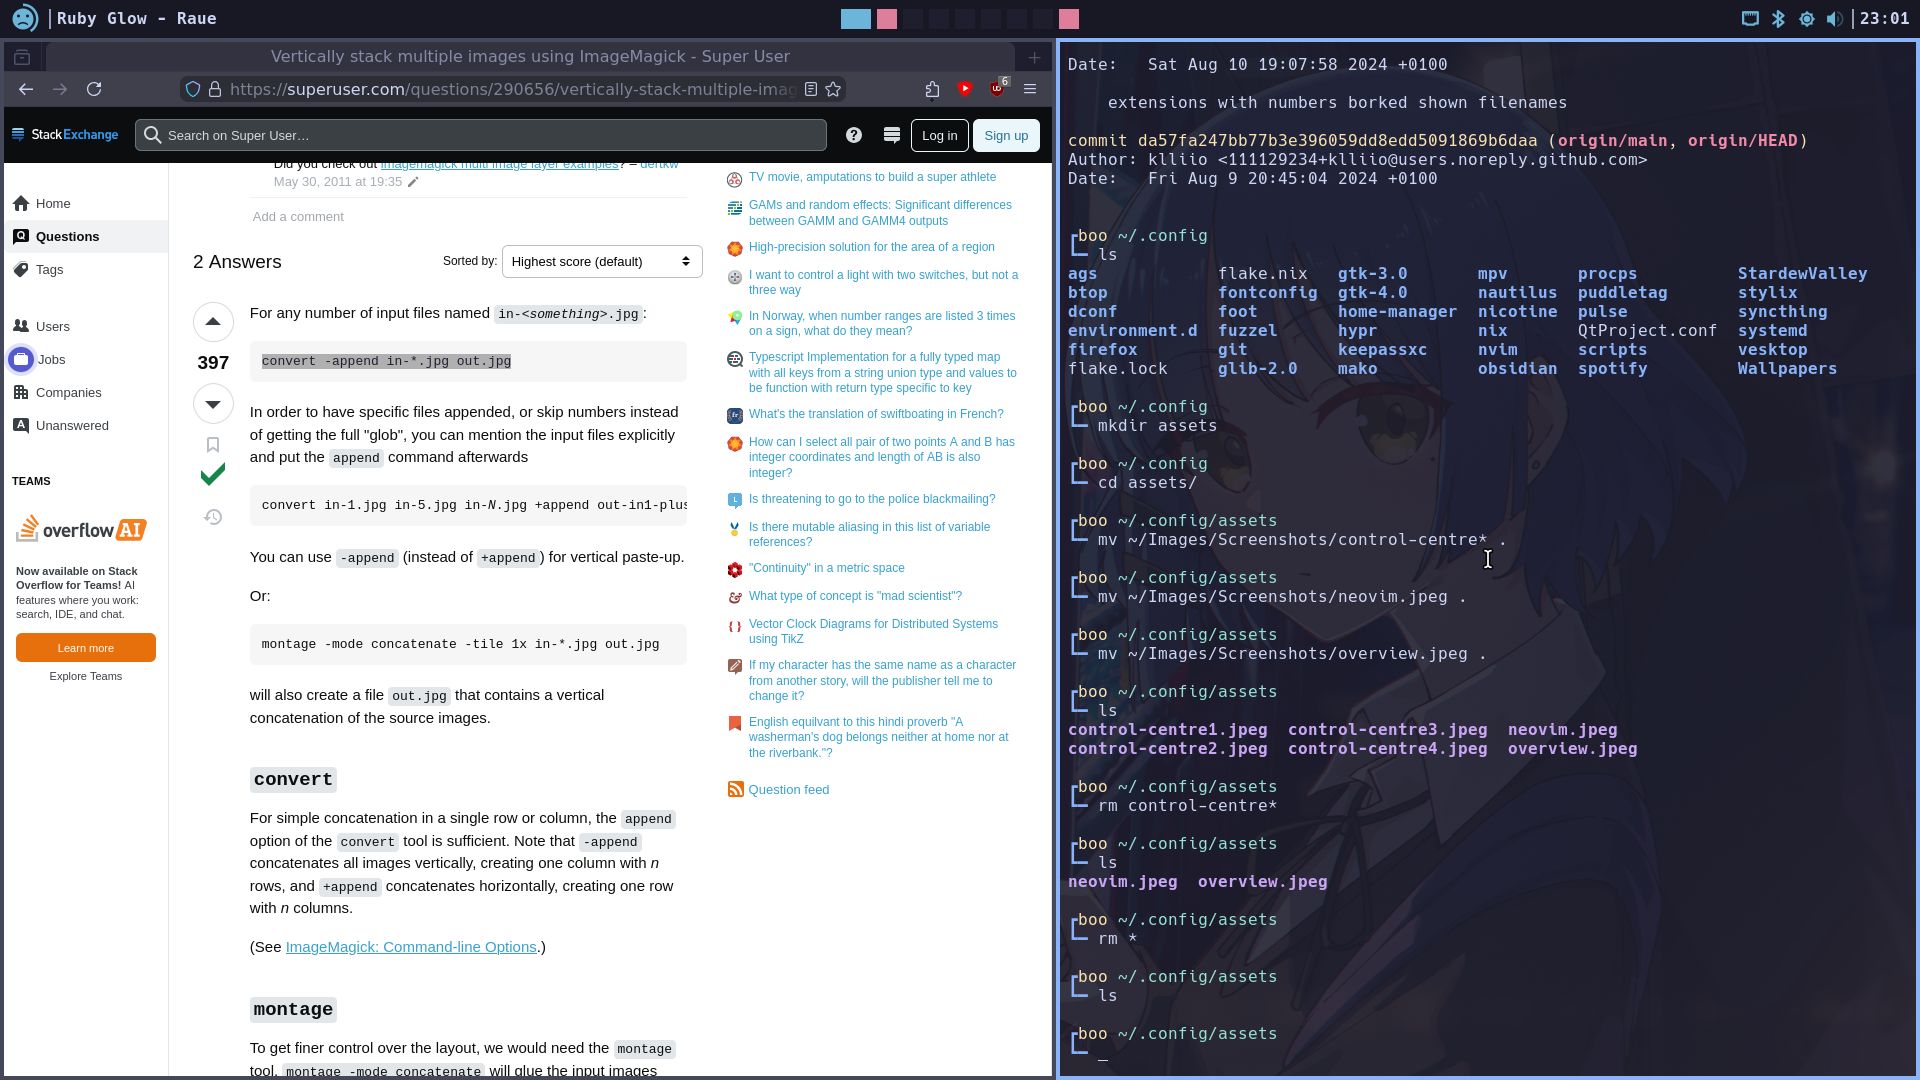 Ruby Glow - Raue
23:01
Vertically stack multiple images using ImageMagick - Super User
https://superuser.com/questions/290656/vertically-stack-multiple-imag
6
StackExchange
Search on Super User…
Log in
Sign up
Home
Questions
Tags
Users
Jobs
Companies
Unanswered
TEAMS
overflow AI
Now available on Stack
Overflow for Teams! AI
features where you work:
search, IDE, and chat.
Learn more
Explore Teams
Did you check out imagemagick multi image layer examples? – dertkw
May 30, 2011 at 19:35
Add a comment
2 Answers
Sorted by:
Highest score (default)
397
For any number of input files named in-<something>.jpg:
convert -append in-*.jpg out.jpg
In order to have specific files appended, or skip numbers instead
of getting the full "glob", you can mention the input files explicitly
and put the append command afterwards
convert in-1.jpg in-5.jpg in-N.jpg +append out-in1-plus
You can use -append (instead of +append) for vertical paste-up.
Or:
montage -mode concatenate -tile 1x in-*.jpg out.jpg
will also create a file out.jpg that contains a vertical
concatenation of the source images.
convert
For simple concatenation in a single row or column, the append
option of the convert tool is sufficient. Note that -append
concatenates all images vertically, creating one column with n
rows, and +append concatenates horizontally, creating one row
with n columns.
(See ImageMagick: Command-line Options.)
montage
To get finer control over the layout, we would need the montage
tool. montage -mode concatenate will glue the input images
TV movie, amputations to build a super athlete
GAMs and random effects: Significant differences
between GAMM and GAMM4 outputs
High-precision solution for the area of a region
I want to control a light with two switches, but not a
three way
In Norway, when number ranges are listed 3 times
on a sign, what do they mean?
Typescript Implementation for a fully typed map
with all keys from a string union type and values to
be function with return type specific to key
What's the translation of swiftboating in French?
How can I select all pair of two points A and B has
integer coordinates and length of AB is also
integer?
Is threatening to go to the police blackmailing?
Is there mutable aliasing in this list of variable
references?
"Continuity" in a metric space
What type of concept is "mad scientist"?
Vector Clock Diagrams for Distributed Systems
using TikZ
If my character has the same name as a character
from another story, will the publisher tell me to
change it?
English equilvant to this hindi proverb "A
washerman's dog belongs neither at home nor at
the riverbank."?
Question feed
Date:   Sat Aug 10 19:07:58 2024 +0100
extensions with numbers borked shown filenames
commit da57fa247bb77b3e396059dd8edd5091869b6daa (origin/main, origin/HEAD)
Author: klliio <111129234+klliio@users.noreply.github.com>
Date:   Fri Aug 9 20:45:04 2024 +0100
boo ~/.config
ls
ags flake.nix gtk-3.0 mpv procps StardewValley
btop fontconfig gtk-4.0 nautilus puddletag stylix
dconf foot home-manager nicotine pulse syncthing
environment.d fuzzel hypr nix QtProject.conf systemd
firefox git keepassxc nvim scripts vesktop
flake.lock glib-2.0 mako obsidian spotify Wallpapers
boo ~/.config
mkdir assets
boo ~/.config
cd assets/
boo ~/.config/assets
mv ~/Images/Screenshots/control-centre* .
boo ~/.config/assets
mv ~/Images/Screenshots/neovim.jpeg .
boo ~/.config/assets
mv ~/Images/Screenshots/overview.jpeg .
boo ~/.config/assets
ls
control-centre1.jpeg control-centre3.jpeg neovim.jpeg
control-centre2.jpeg control-centre4.jpeg overview.jpeg
boo ~/.config/assets
rm control-centre*
boo ~/.config/assets
ls
neovim.jpeg overview.jpeg
boo ~/.config/assets
rm *
boo ~/.config/assets
ls
boo ~/.config/assets
_